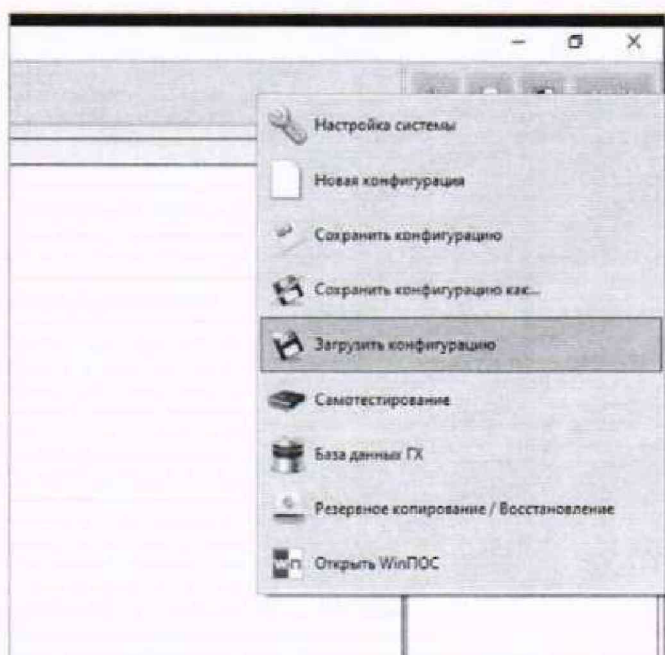 Настройка системы
Новая конфигурация
Сохранить конфигурацию
Сохранить конфигурацию как...
Загрузить конфигурацию
Самотестирование
База данных ГХ
Резервное копирование / Восстановление
Открыть WinПОС